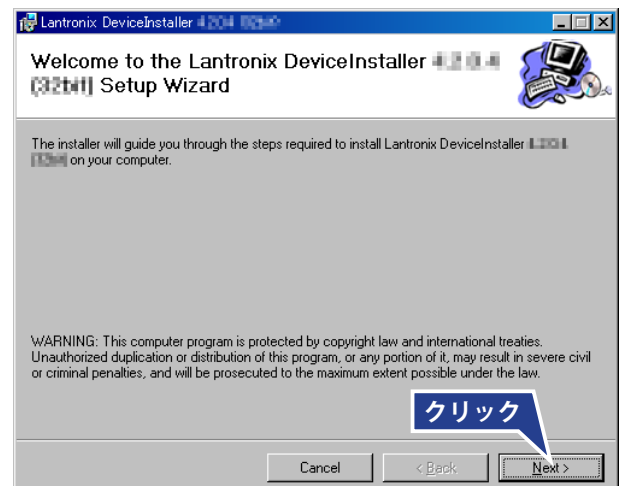 Lantronix DeviceInstaller
Welcome to the Lantronix DeviceInstaller
Setup Wizard
The installer will guide you through the steps required to install Lantronix DeviceInstaller
on your computer.
WARNING: This computer program is protected by copyright law and international treaties.
Unauthorized duplication or distribution of this program, or any portion of it, may result in severe civil
or criminal penalties, and will be prosecuted to the maximum extent possible under the law.
クリック
Cancel
< Back
Next >